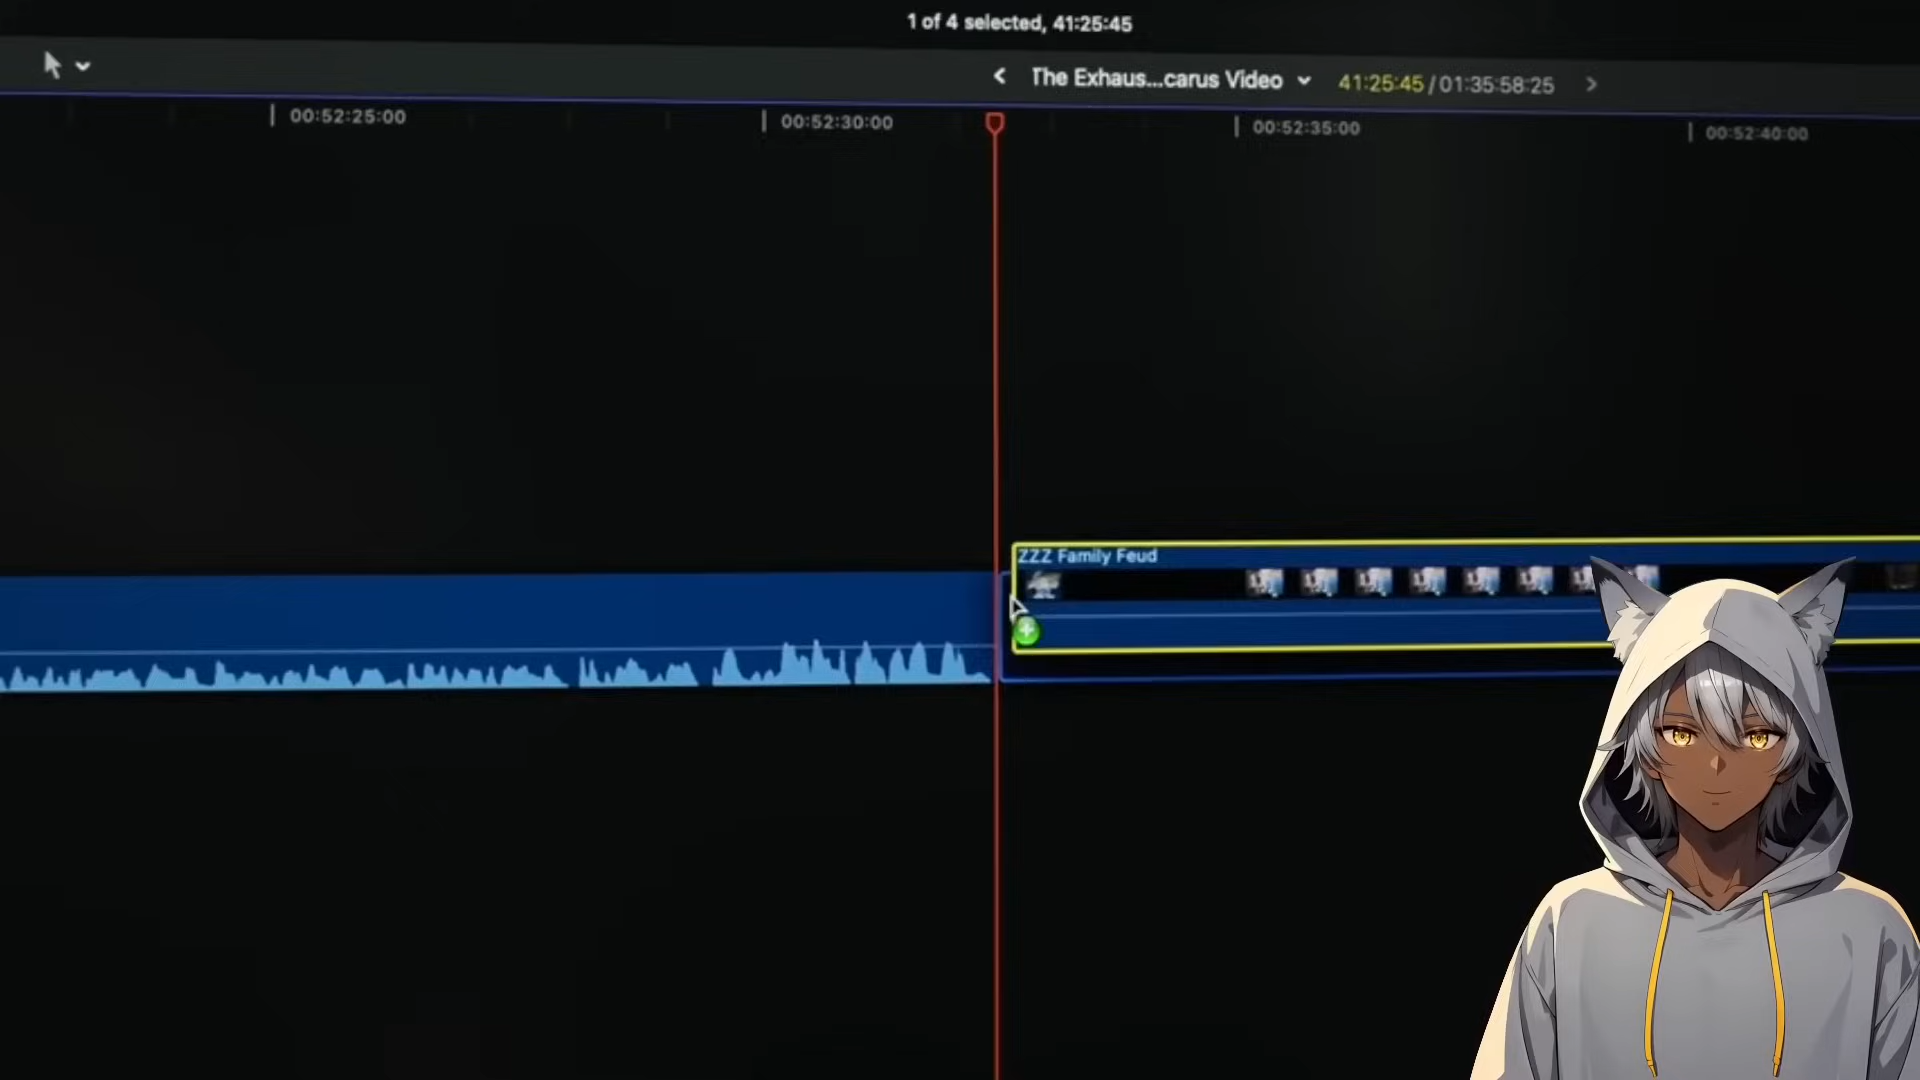 1 of 4 selected, 41:25:45
The Exhaus...carus Video 41:25:45 / 01:35:58:25
00:52:25:00 00:52:30:00 00:52:35:00 00:52:40:00
ZZZ Family Feud